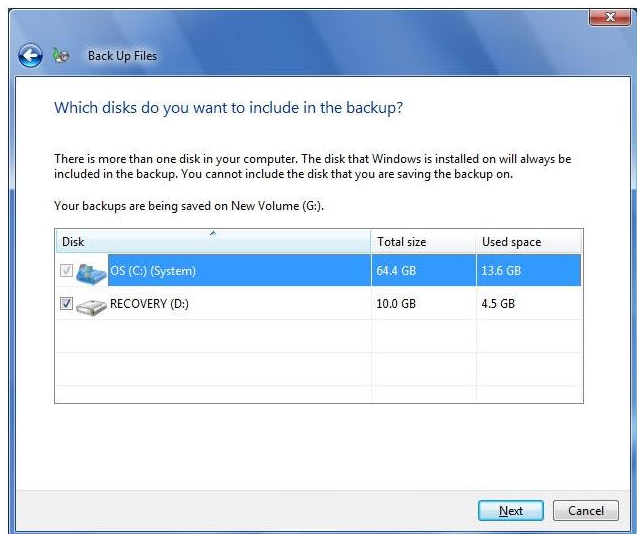 Back Up Files
Which disks do you want to include in the backup?
There is more than one disk in your computer. The disk that Windows is installed on will always be
included in the backup. You cannot include the disk that you are saving the backup on.
Your backups are being saved on New Volume (G:).
Disk Total size Used space
OS (C:) (System) 64.4 GB 13.6 GB
RECOVERY (D:) 10.0 GB 4.5 GB
Next Cancel